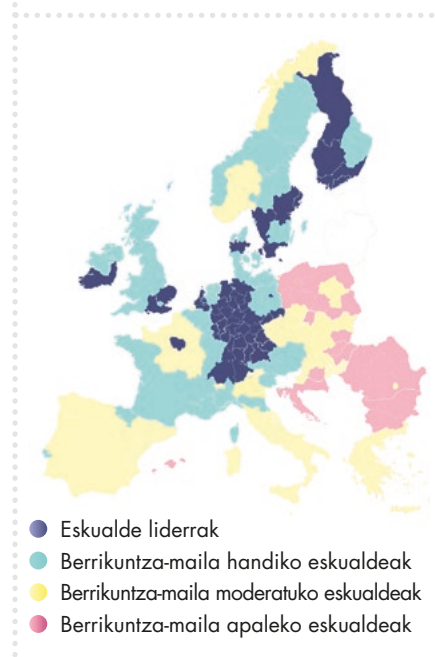 Eskualde liderrak
Berrikuntza-maila handiko eskualdeak
Berrikuntza-maila moderatuko eskualdeak
Berrikuntza-maila apaleko eskualdeak